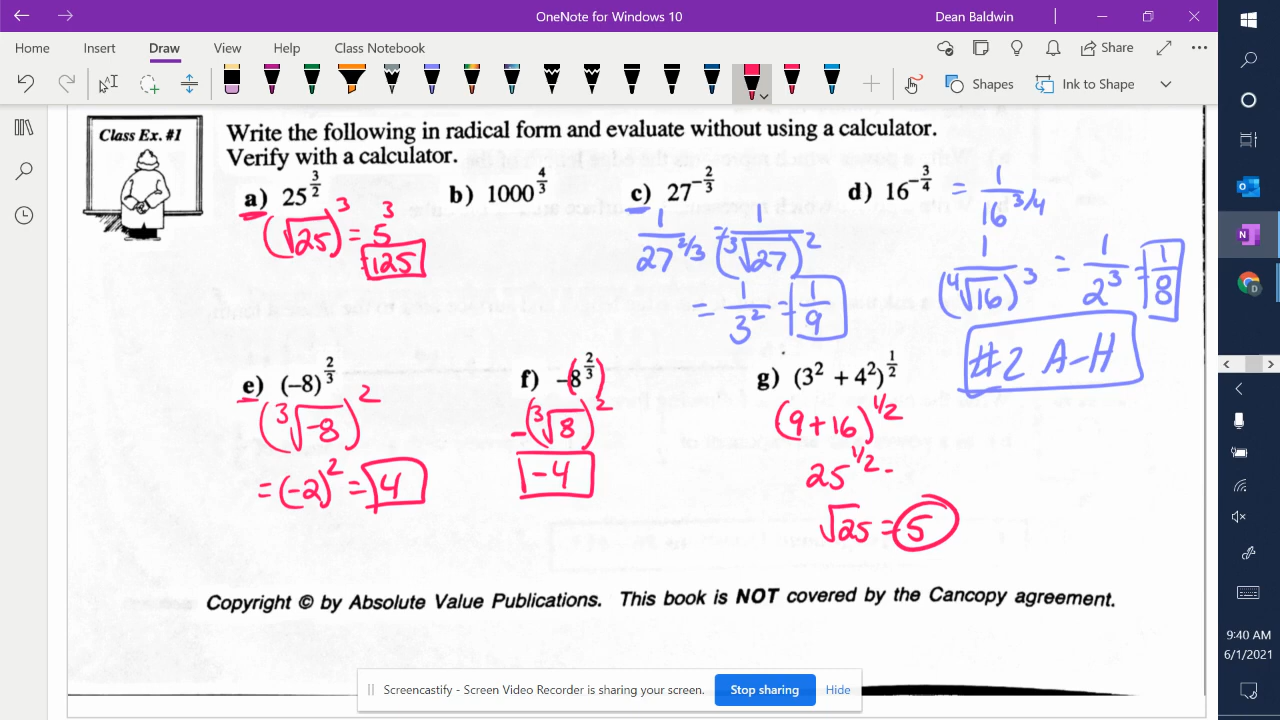 OneNote for Windows 10
Dean Baldwin
Home Insert Draw View Help Class Notebook
Share
Shapes Ink to Shape
Class Ex. #1
Write the following in radical form and evaluate without using a calculator.
Verify with a calculator.
a) 25^(3/2)
(√25)^3 = 5^3
=125
b) 1000^(4/3)
c) 27^(-2/3)
1/27^(2/3) = 1/(∛27)^2
= 1/3^2 = 1/9
d) 16^(-3/4) = 1/16^(3/4)
1/(∜16)^3 = 1/2^3 = 1/8
#2 A-H
e) (-8)^(2/3)
(∛-8)^2
= (-2)^2 = 4
f) -(8^(2/3))
-(∛8)^2
-4
g) (3² + 4²)^(1/2)
(9+16)^(1/2)
25^(1/2) =
√25 = 5
Copyright © by Absolute Value Publications. This book is NOT covered by the Cancopy agreement.
Screencastify - Screen Video Recorder is sharing your screen. Stop sharing Hide
9:40 AM
6/1/2021